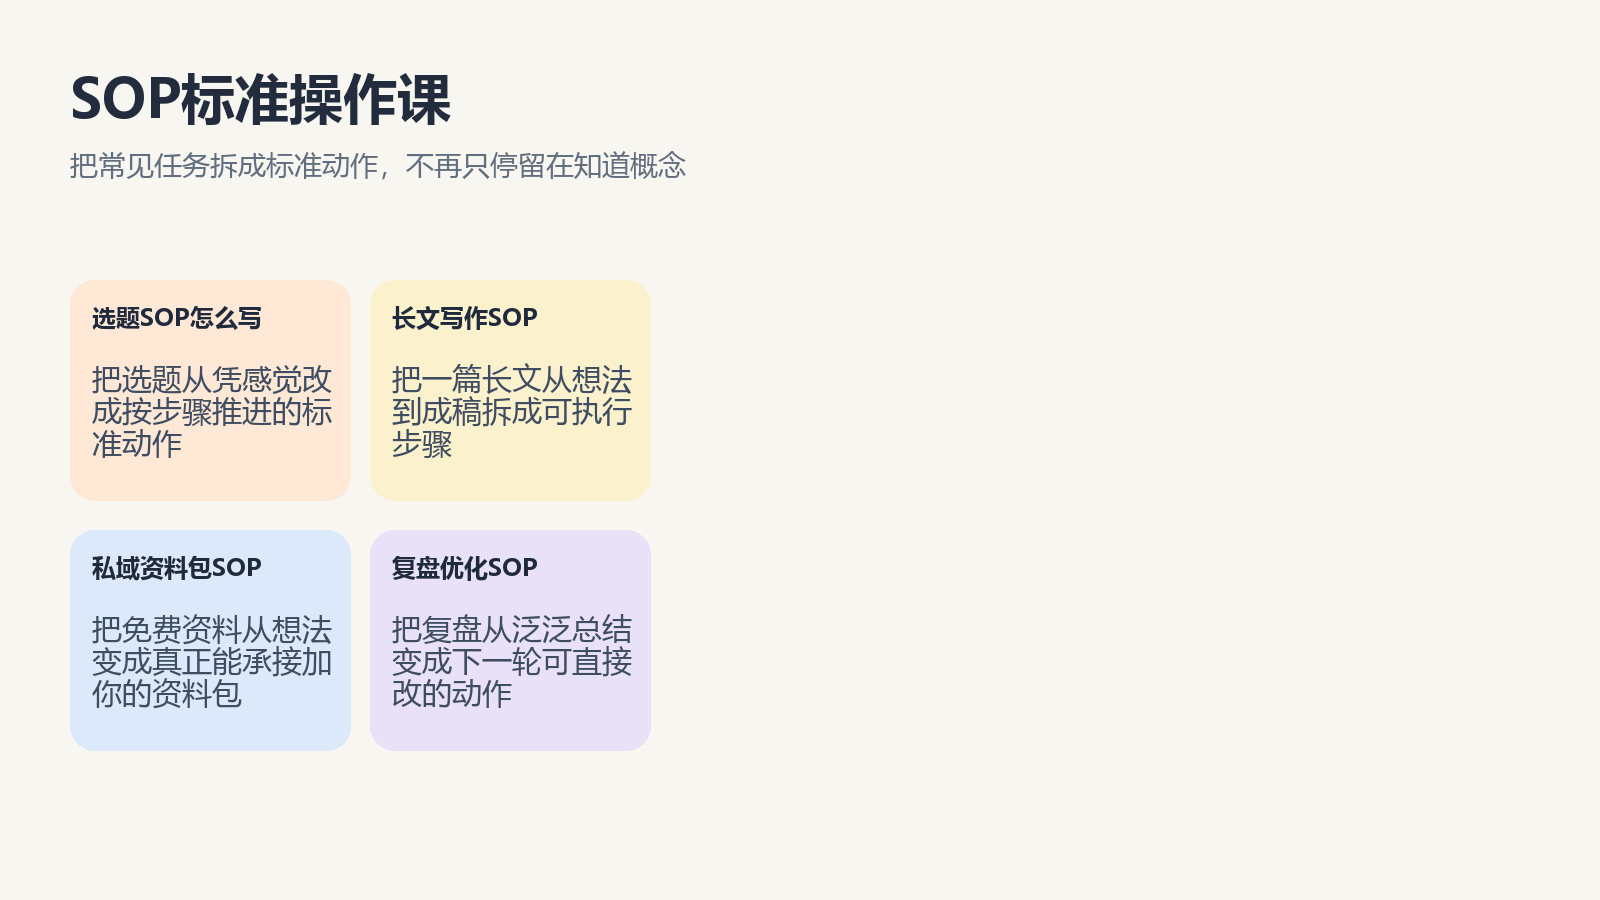 SOP标准操作课
把常见任务拆成标准动作，不再只停留在知道概念
选题SOP怎么写
把选题从凭感觉改
成按步骤推进的标
准动作
长文写作SOP
把一篇长文从想法
到成稿拆成可执行
步骤
私域资料包SOP
把免费资料从想法
变成真正能承接加
你的资料包
复盘优化SOP
把复盘从泛泛总结
变成下一轮可直接
改的动作